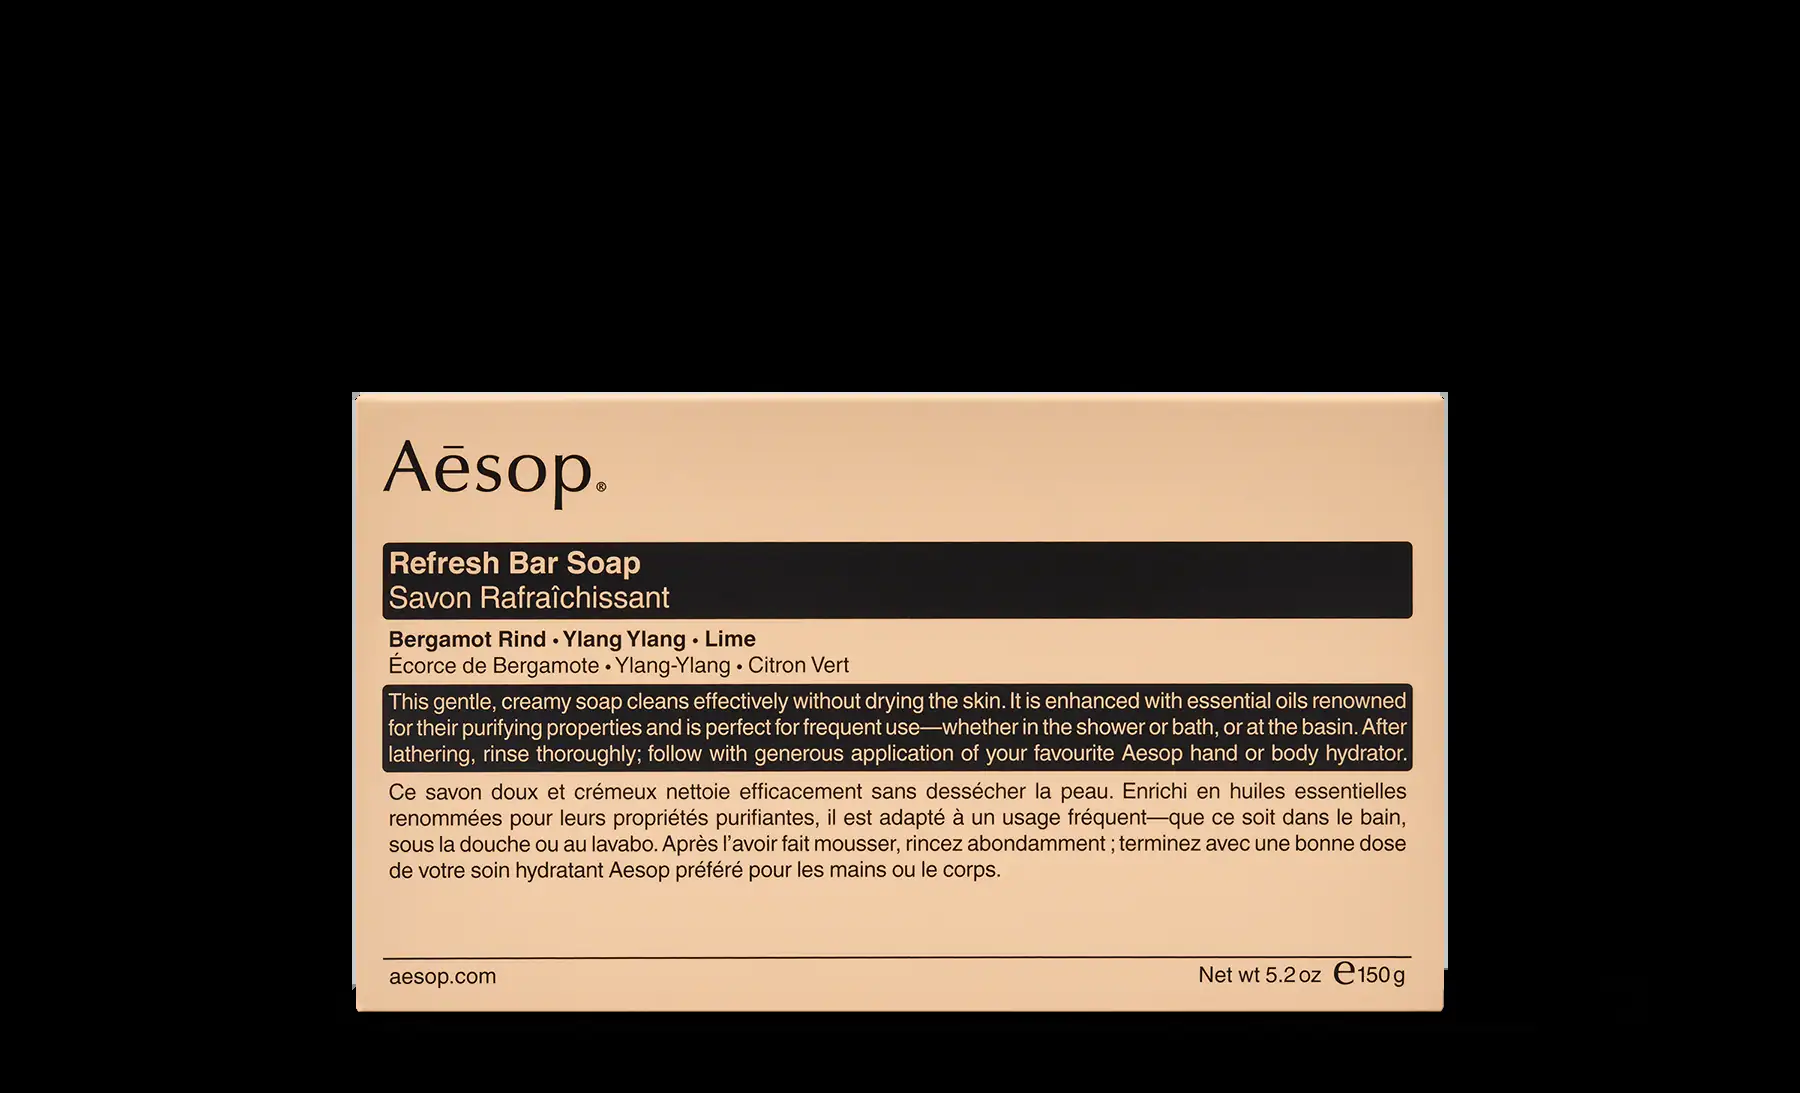 Aēsop®
Refresh Bar Soap
Savon Rafraîchissant
Bergamot Rind • Ylang Ylang • Lime
Écorce de Bergamote • Ylang-Ylang • Citron Vert
This gentle, creamy soap cleans effectively without drying the skin. It is enhanced with essential oils renowned
for their purifying properties and is perfect for frequent use—whether in the shower or bath, or at the basin. After
lathering, rinse thoroughly; follow with generous application of your favourite Aesop hand or body hydrator.
Ce savon doux et crémeux nettoie efficacement sans dessécher la peau. Enrichi en huiles essentielles
renommées pour leurs propriétés purifiantes, il est adapté à un usage fréquent—que ce soit dans le bain,
sous la douche ou au lavabo. Après l’avoir fait mousser, rincez abondamment ; terminez avec une bonne dose
de votre soin hydratant Aesop préféré pour les mains ou le corps.
aesop.com
Net wt 5.2 oz ℮150 g